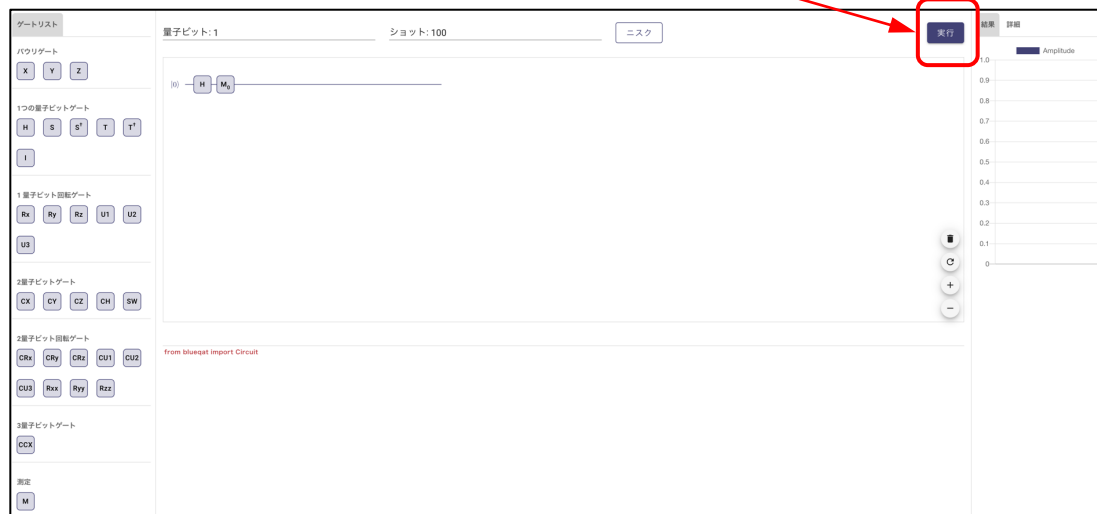 ゲートリスト
パウリゲート
X Y Z
1つの量子ビットゲート
H S S† T T†
I
1 量子ビット回転ゲート
Rx Ry Rz U1 U2
U3
2量子ビットゲート
CX CY CZ CH SW
2量子ビット回転ゲート
CRx CRy CRz CU1 CU2
CU3 Rxx Ryy Rzz
3量子ビットゲート
CCX
測定
M
量子ビット: 1 ショット: 100 ニスク 実行
|0⟩ H M₀
+
−
from blueqat import Circuit
結果 詳細
Amplitude
1.0
0.9
0.8
0.7
0.6
0.5
0.4
0.3
0.2
0.1
0